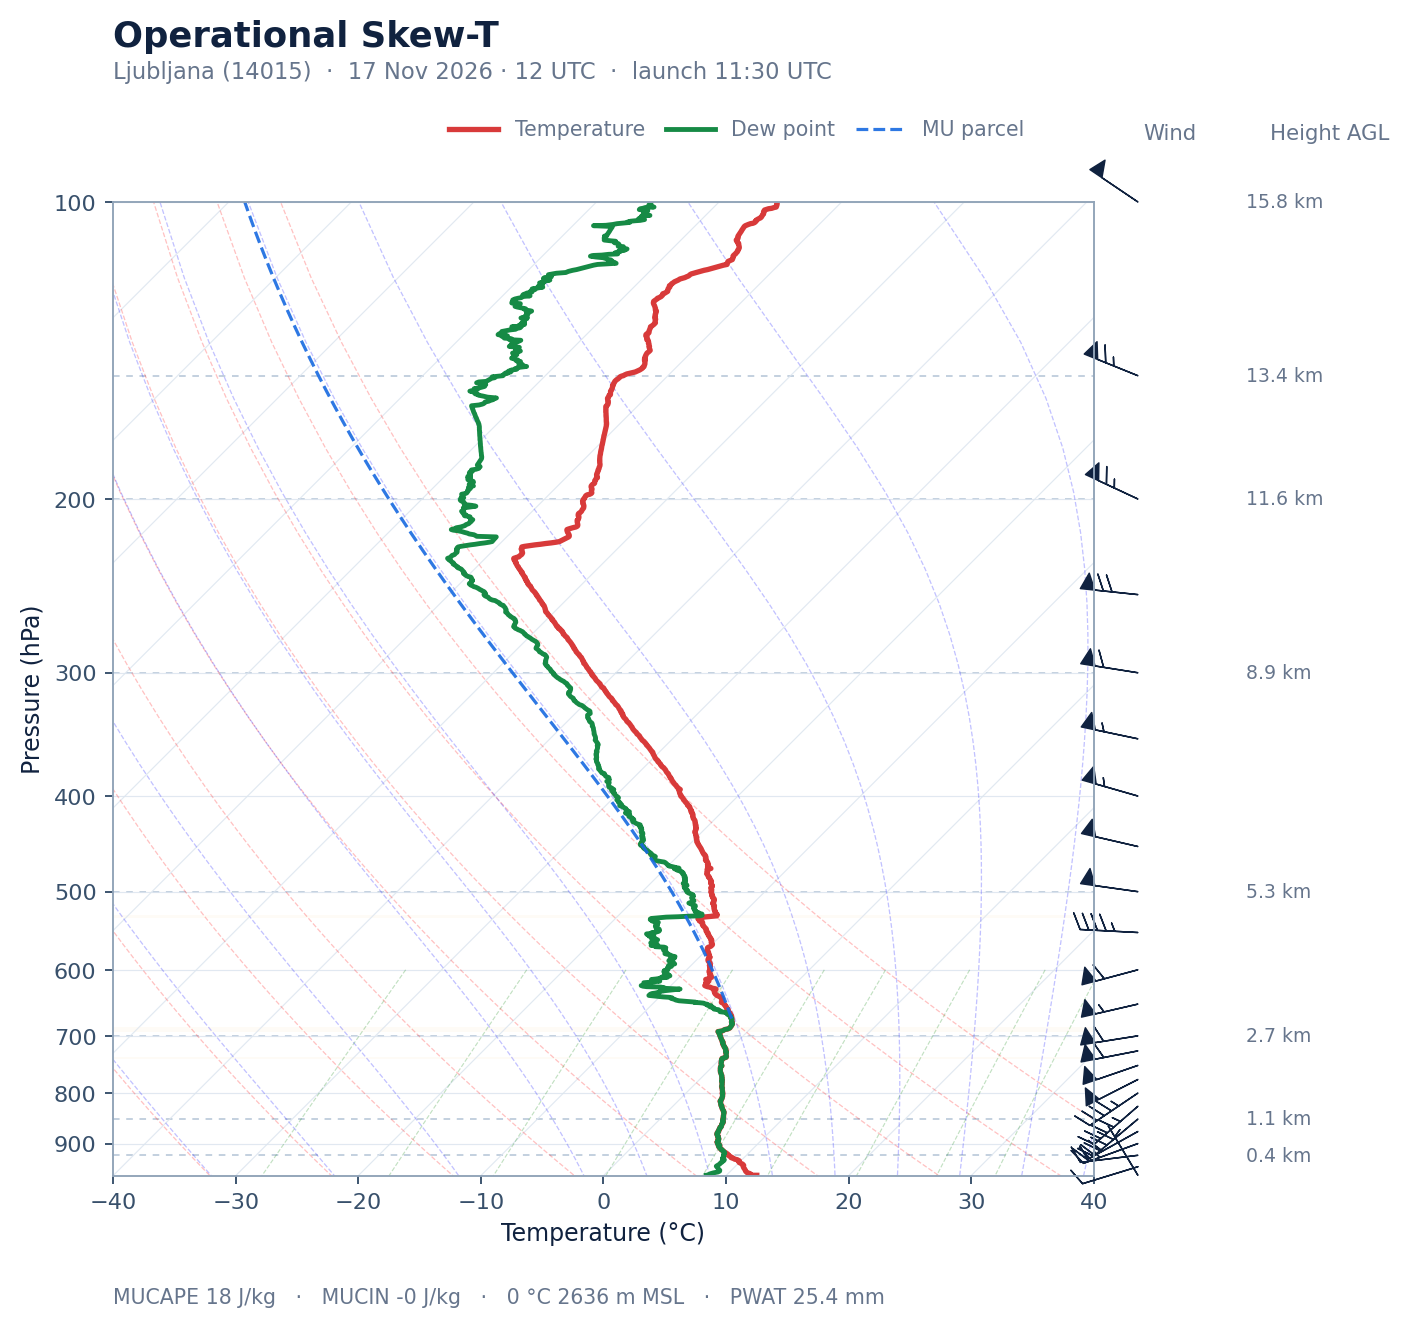 Operational Skew-T
Ljubljana (14015) · 17 Nov 2026 · 12 UTC · launch 11:30 UTC
Temperature Dew point MU parcel Wind Height AGL
100 15.8 km
13.4 km
200 11.6 km
300 8.9 km
400
500 5.3 km
600
700 2.7 km
800
1.1 km
900
0.4 km
Pressure (hPa)
−40 −30 −20 −10 0 10 20 30 40
Temperature (°C)
MUCAPE 18 J/kg · MUCIN -0 J/kg · 0 °C 2636 m MSL · PWAT 25.4 mm